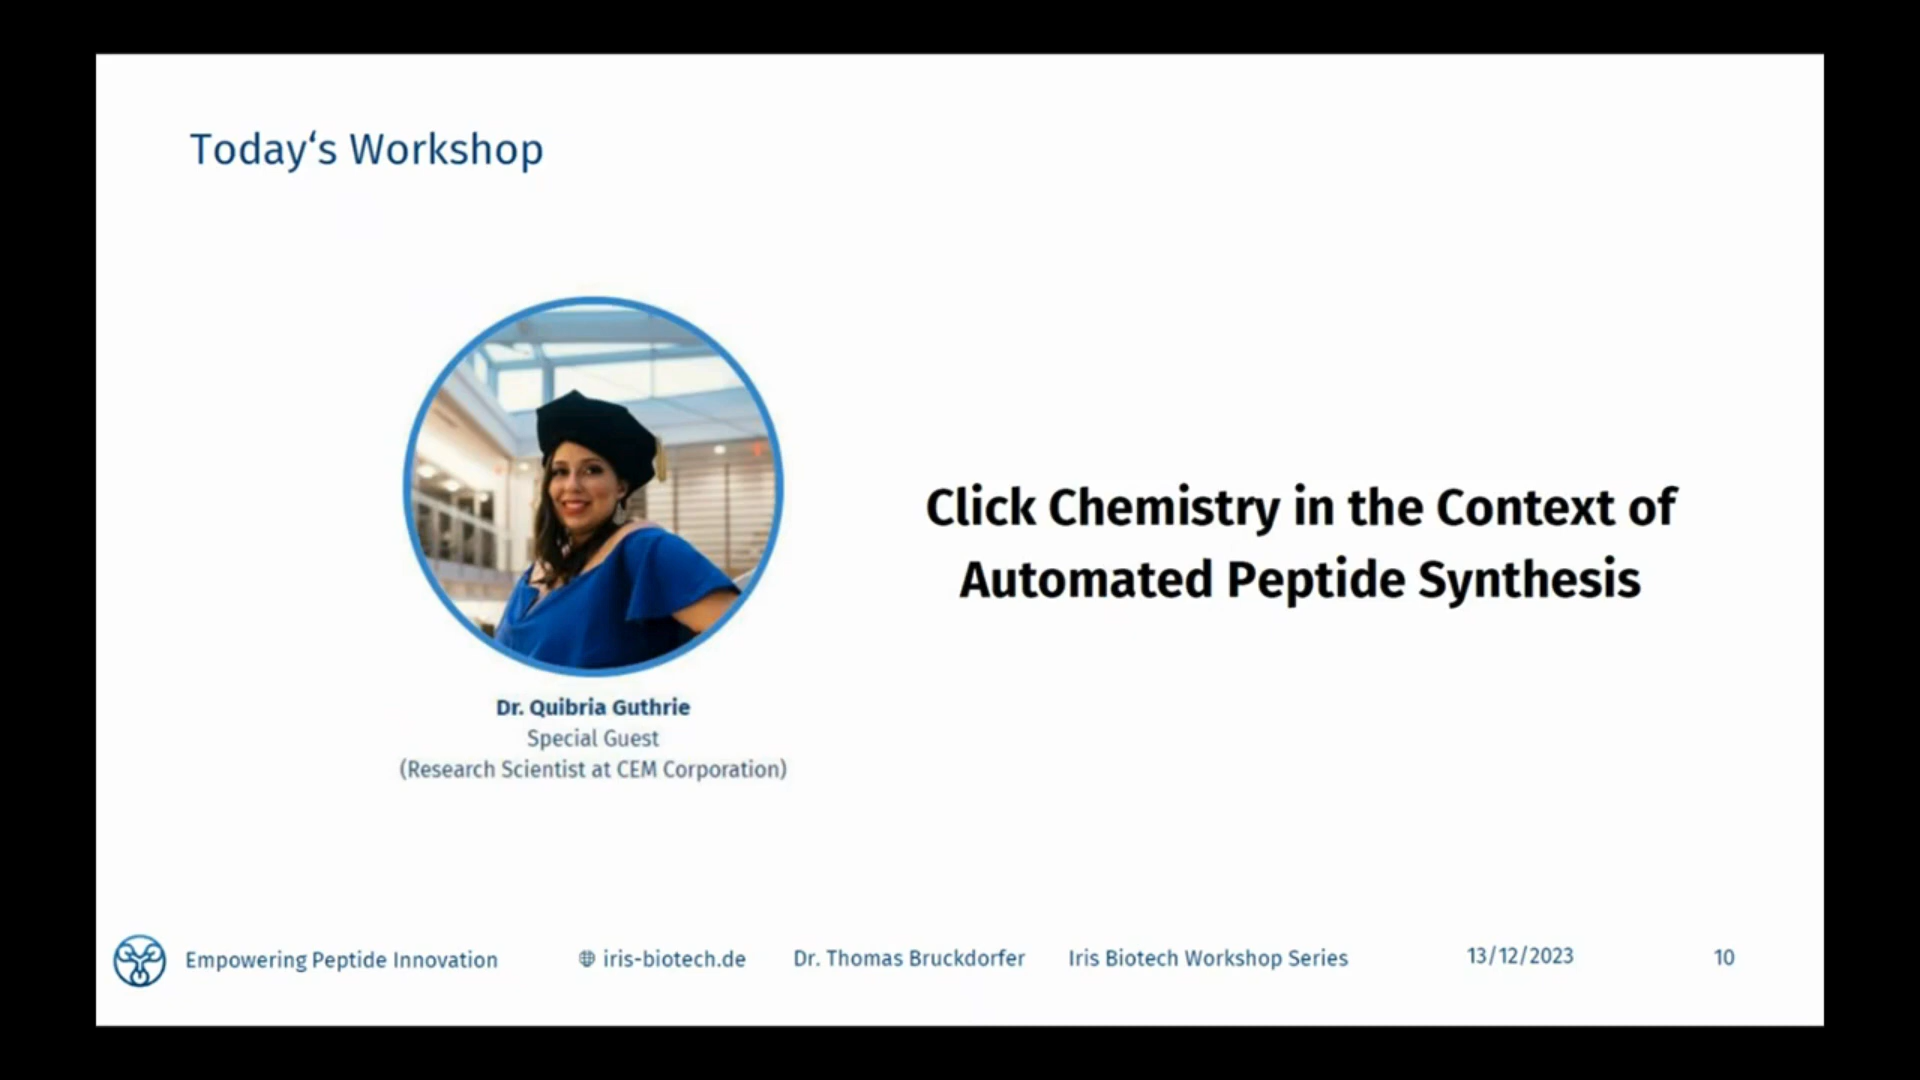 Today‘s Workshop
Click Chemistry in the Context of
Automated Peptide Synthesis
Dr. Quibria Guthrie
Special Guest
(Research Scientist at CEM Corporation)
Empowering Peptide Innovation
iris-biotech.de
Dr. Thomas Bruckdorfer
Iris Biotech Workshop Series
13/12/2023
10